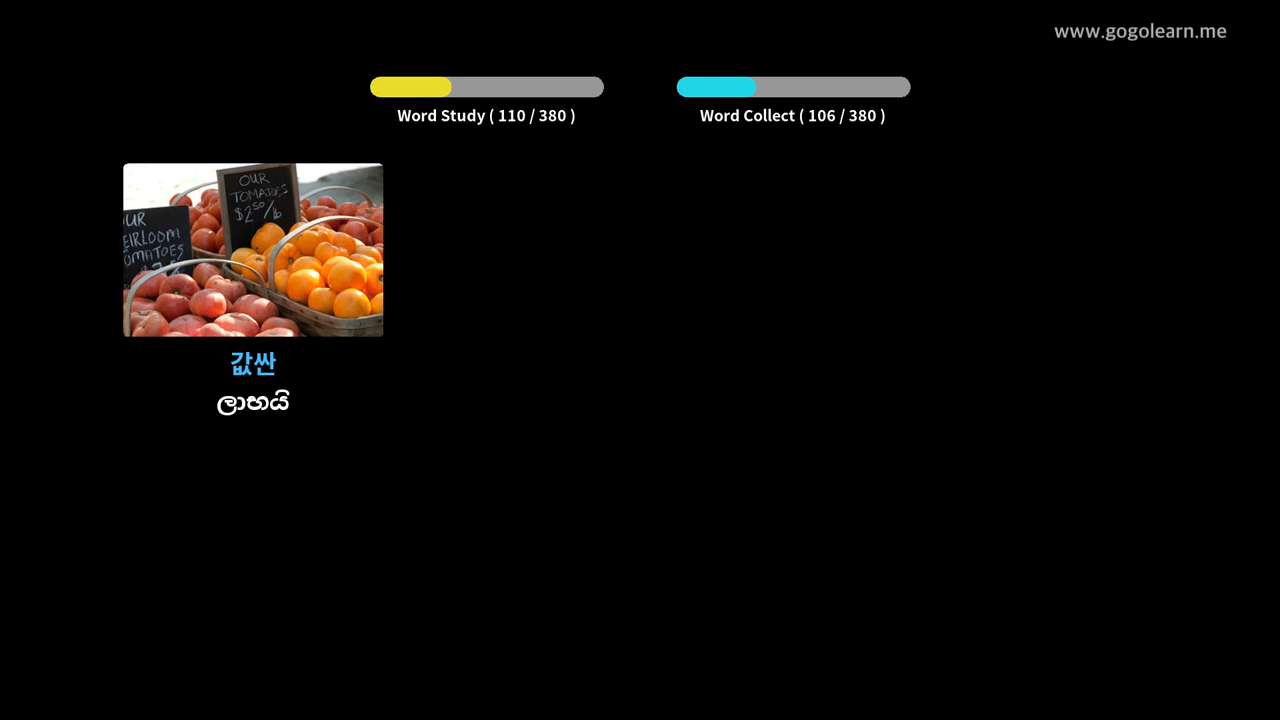 www.gogolearn.me
Word Study ( 110 / 380 )
Word Collect ( 106 / 380 )
OUR
TOMATOES
$2.50/lb
UR
EIRLOOM
OMATOES
값싼
ලාභයි